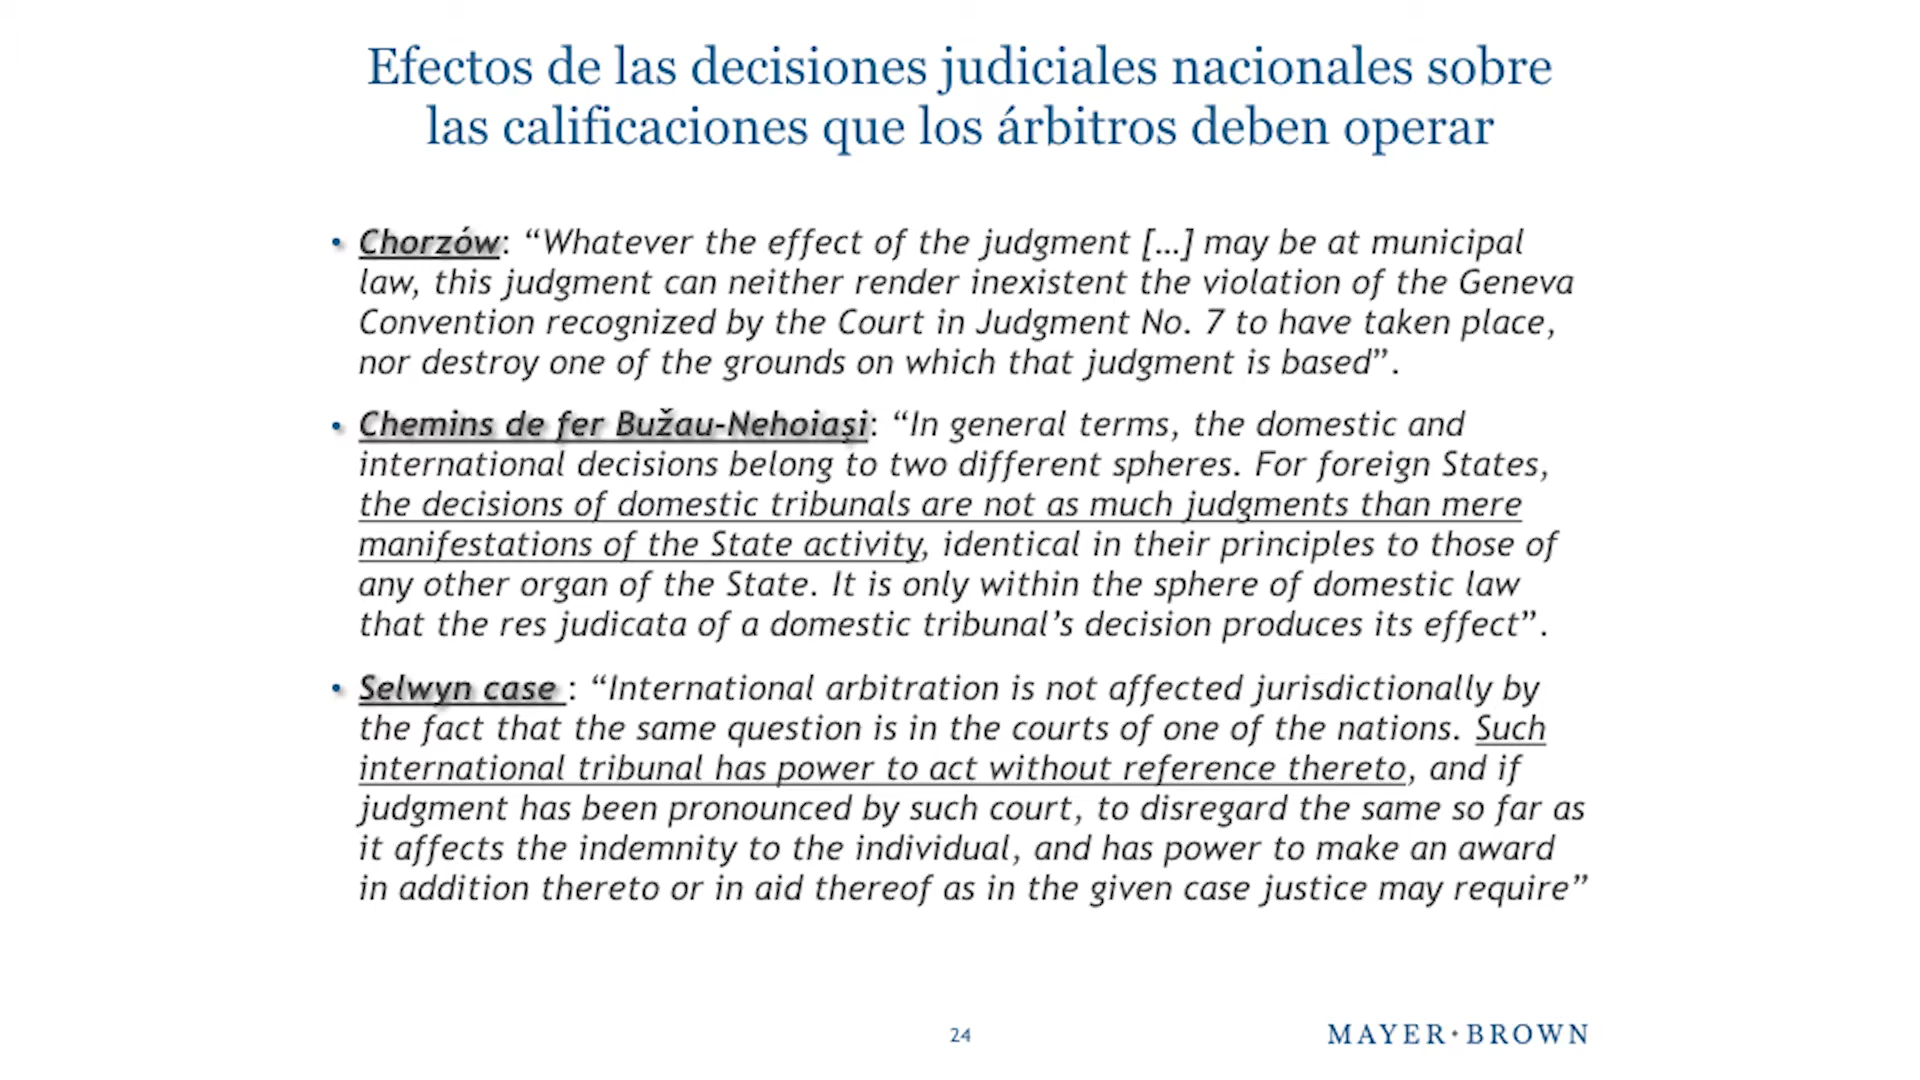 Efectos de las decisiones judiciales nacionales sobre
las calificaciones que los árbitros deben operar
• Chorzów: “Whatever the effect of the judgment […] may be at municipal
law, this judgment can neither render inexistent the violation of the Geneva
Convention recognized by the Court in Judgment No. 7 to have taken place,
nor destroy one of the grounds on which that judgment is based”.
• Chemins de fer Bužau-Nehoiaşi: “In general terms, the domestic and
international decisions belong to two different spheres. For foreign States,
the decisions of domestic tribunals are not as much judgments than mere
manifestations of the State activity, identical in their principles to those of
any other organ of the State. It is only within the sphere of domestic law
that the res judicata of a domestic tribunal’s decision produces its effect”.
• Selwyn case : “International arbitration is not affected jurisdictionally by
the fact that the same question is in the courts of one of the nations. Such
international tribunal has power to act without reference thereto, and if
judgment has been pronounced by such court, to disregard the same so far as
it affects the indemnity to the individual, and has power to make an award
in addition thereto or in aid thereof as in the given case justice may require”
24
MAYER•BROWN